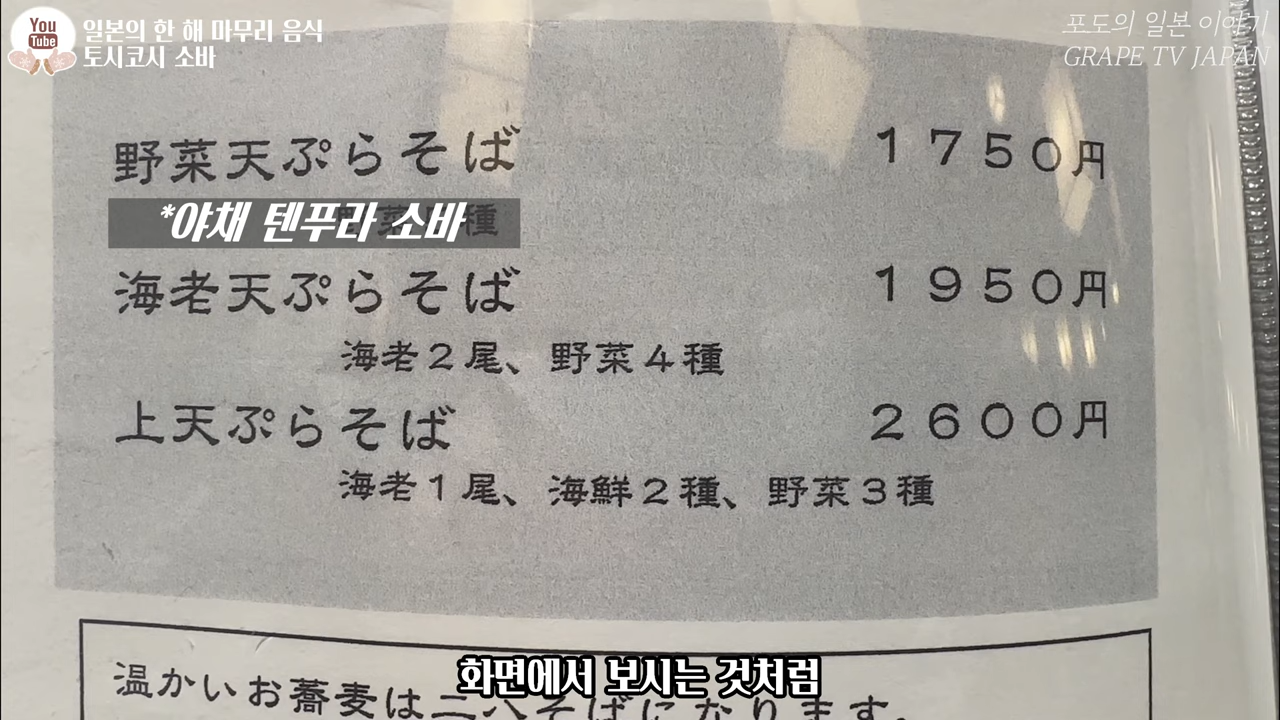 You
Tube
일본의 한 해 마무리 음식
토시코시 소바
포도의 일본 이야기
GRAPE TV JAPAN
野菜天ぷらそば 1750円
*야채 텐푸라 소바
種
海老天ぷらそば 1950円
海老2尾、野菜4種
上天ぷらそば 2600円
海老1尾、海鮮2種、野菜3種
温かいお蕎麦は二八そばになります。
화면에서 보시는 것처럼